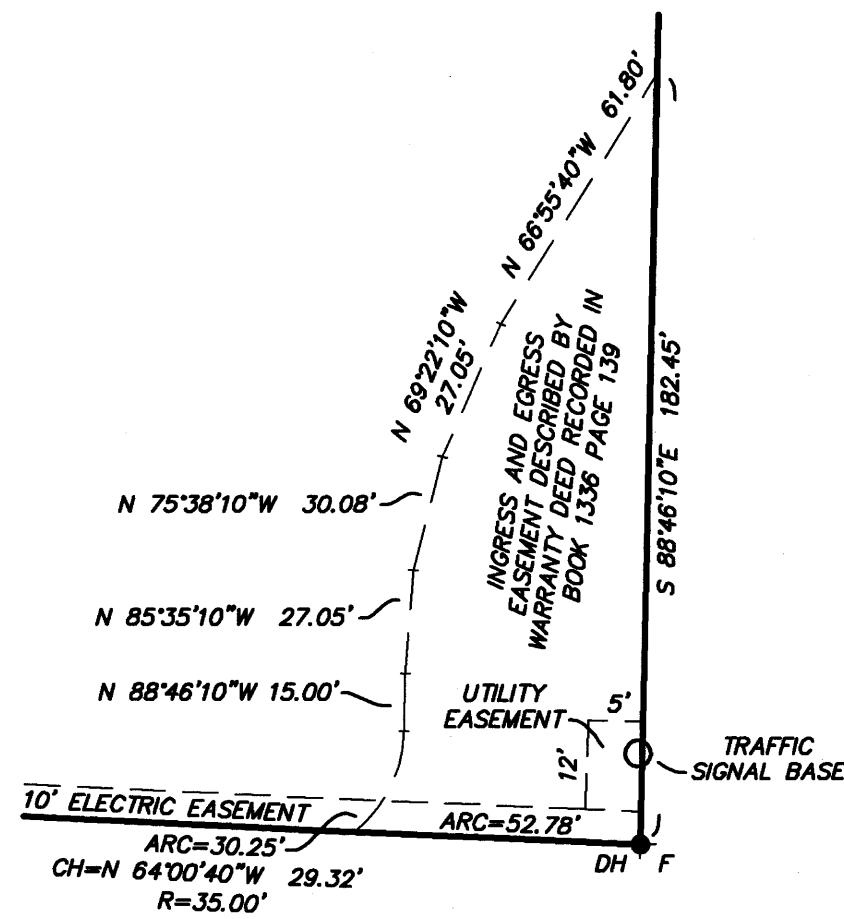 N 66°55'40"W 61.80'
N 69°22'10"W
27.05'
INGRESS AND EGRESS
EASEMENT DESCRIBED BY
WARRANTY DEED RECORDED IN
BOOK 1336 PAGE 139
S 88°46'10"E 182.45'
N 75°38'10"W 30.08'
N 85°35'10"W 27.05'
N 88°46'10"W 15.00'
UTILITY
EASEMENT
5'
12'
TRAFFIC
SIGNAL BASE
10' ELECTRIC EASEMENT
ARC=52.78'
ARC=30.25'
CH=N 64°00'40"W 29.32'
R=35.00'
DH F